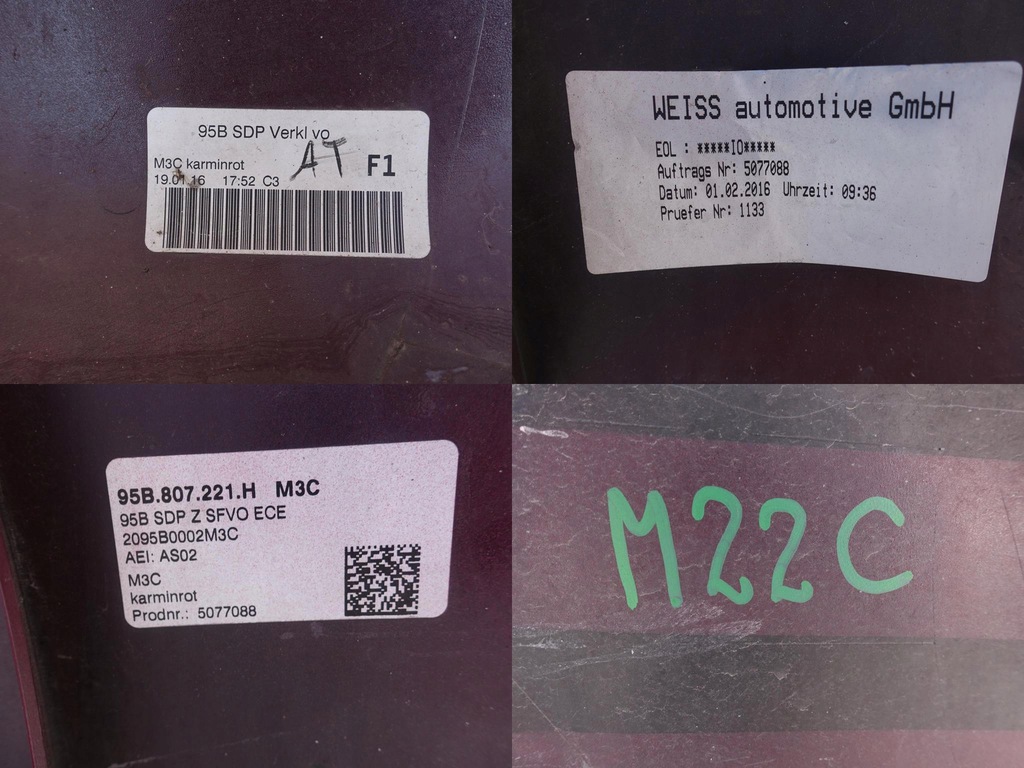 95B SDP Verkl vo
AT
M3C karminrot
F1
19.01.16 17:52 C3
WEISS automotive GmbH
EOL : *****IO*****
Auftrags Nr: 5077088
Datum: 01.02.2016 Uhrzeit: 09:36
Pruefer Nr: 1133
95B.807.221.H M3C
95B SDP Z SFVO ECE
2095B0002M3C
AEI: AS02
M3C
karminrot
Prodnr.: 5077088
M22C